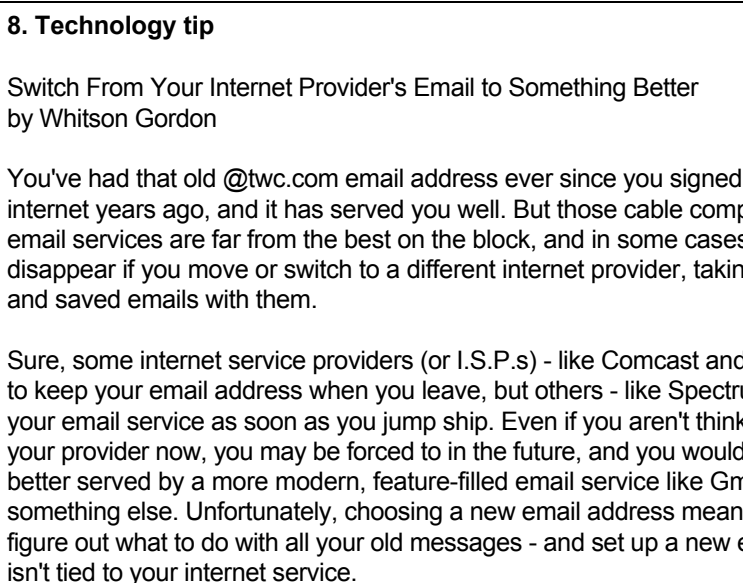 8. Technology tip
Switch From Your Internet Provider's Email to Something Better
by Whitson Gordon
You've had that old @twc.com email address ever since you signed
internet years ago, and it has served you well. But those cable
email services are far from the best on the block, and in some cases
disappear if you move or switch to a different internet provider,
and saved emails with them.
Sure, some internet service providers (or I.S.P.s) - like Comcast and
to keep your email address when you leave, but others - like
your email service as soon as you jump ship. Even if you aren't
your provider now, you may be forced to in the future, and you would
better served by a more modern, feature-filled email service like
something else. Unfortunately, choosing a new email address
figure out what to do with all your old messages - and set up a new
isn't tied to your internet service.